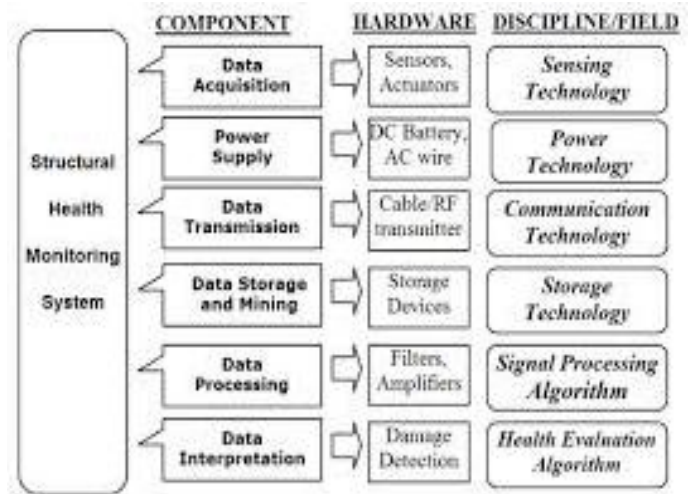 COMPONENT HARDWARE DISCIPLINE/FIELD
Structural
Health
Monitoring
System
Data
Acquisition
Sensors,
Actuators
Sensing
Technology
Power
Supply
DC Battery,
AC wire
Power
Technology
Data
Transmission
Cable/RF
transmitter
Communication
Technology
Data Storage
and Mining
Storage
Devices
Storage
Technology
Data
Processing
Filters,
Amplifiers
Signal Processing
Algorithm
Data
Interpretation
Damage
Detection
Health Evaluation
Algorithm